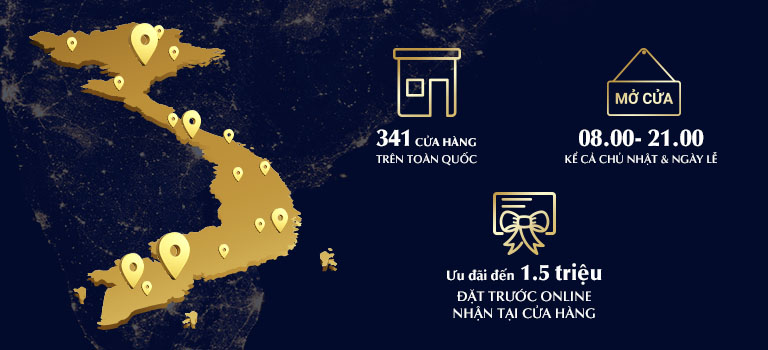 341 CỬA HÀNG
TRÊN TOÀN QUỐC
MỞ CỬA
08.00- 21.00
KỂ CẢ CHỦ NHẬT & NGÀY LỄ
Ưu đãi đến 1.5 triệu
ĐẶT TRƯỚC ONLINE
NHẬN TẠI CỬA HÀNG